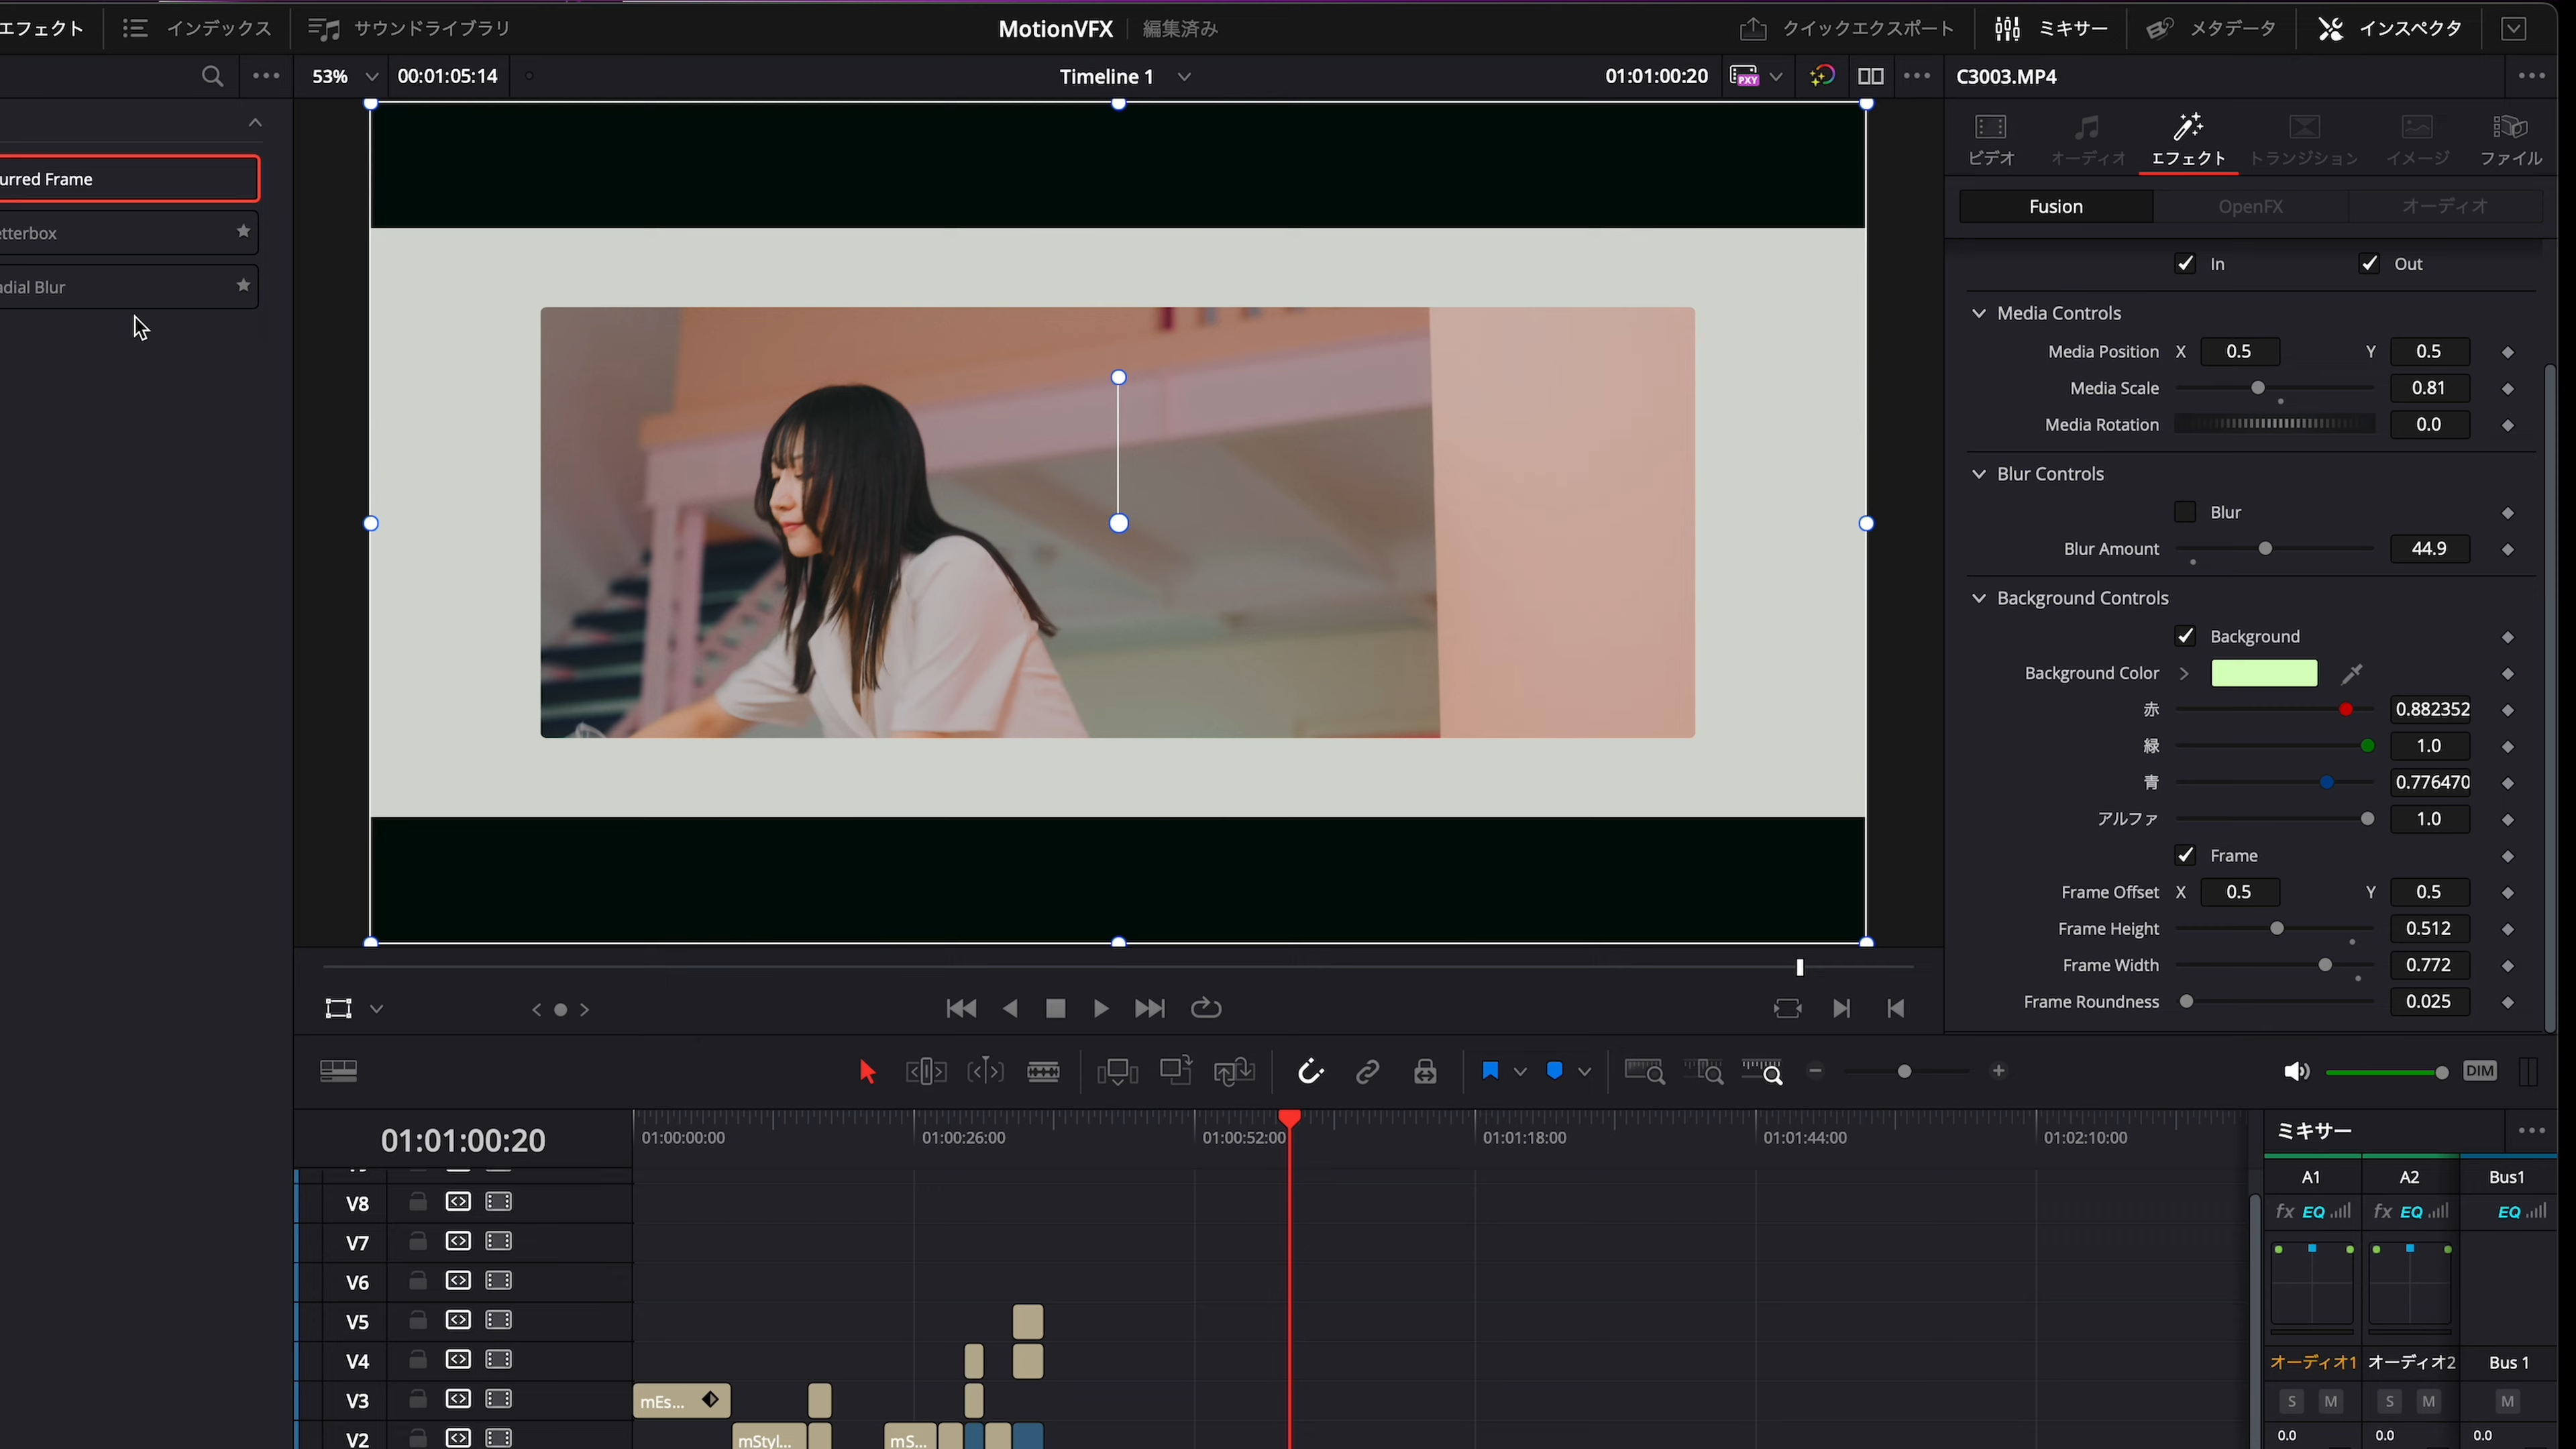 エフェクト インデックス サウンドライブラリ MotionVFX 編集済み クイックエクスポート ミキサー メタデータ インスペクタ
53% 00:01:05:14 Timeline 1 01:01:00:20 PXY C3003.MP4
ビデオ オーディオ エフェクト トランジション イメージ ファイル
urred Frame
Fusion OpenFX オーディオ
etterbox
In Out
adial Blur
Media Controls
Media Position X 0.5 Y 0.5
Media Scale 0.81
Media Rotation 0.0
Blur Controls
Blur
Blur Amount 44.9
Background Controls
Background
Background Color
赤 0.882352
緑 1.0
青 0.776470
アルファ 1.0
Frame
Frame Offset X 0.5 Y 0.5
Frame Height 0.512
Frame Width 0.772
Frame Roundness 0.025
DIM
01:01:00:20 01:00:00:00 01:00:26:00 01:00:52:00 01:01:18:00 01:01:44:00 01:02:10:00 ミキサー
A1 A2 Bus1
V8 fx EQ fx EQ EQ
V7
V6
V5
V4 オーディオ1 オーディオ2 Bus 1
V3 mEs... S M S M M
V2 mStyl... mS... 0.0 0.0 0.0